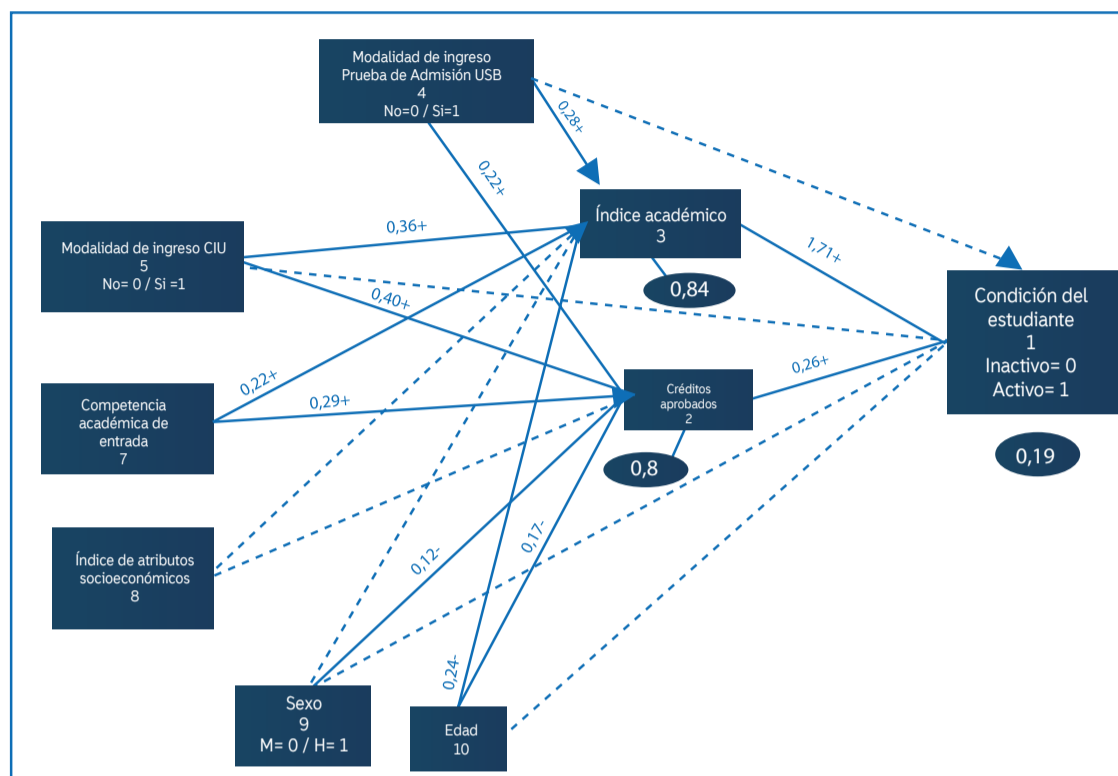 Modalidad de ingreso
Prueba de Admisión USB
4
No=0 / Si=1
0,28+
0,22+
Índice académico
3
0,84
Modalidad de ingreso CIU
5
No= 0 / Si =1
0,36+
0,40+
1,71+
Condición del
estudiante
1
Inactivo= 0
Activo= 1
0,19
Competencia
académica de
entrada
7
0,22+
0,29+
Créditos
aprobados
2
0,26+
0,8
Índice de atributos
socioeconómicos
8
0,12-
0,17-
0,24-
Sexo
9
M= 0 / H= 1
Edad
10